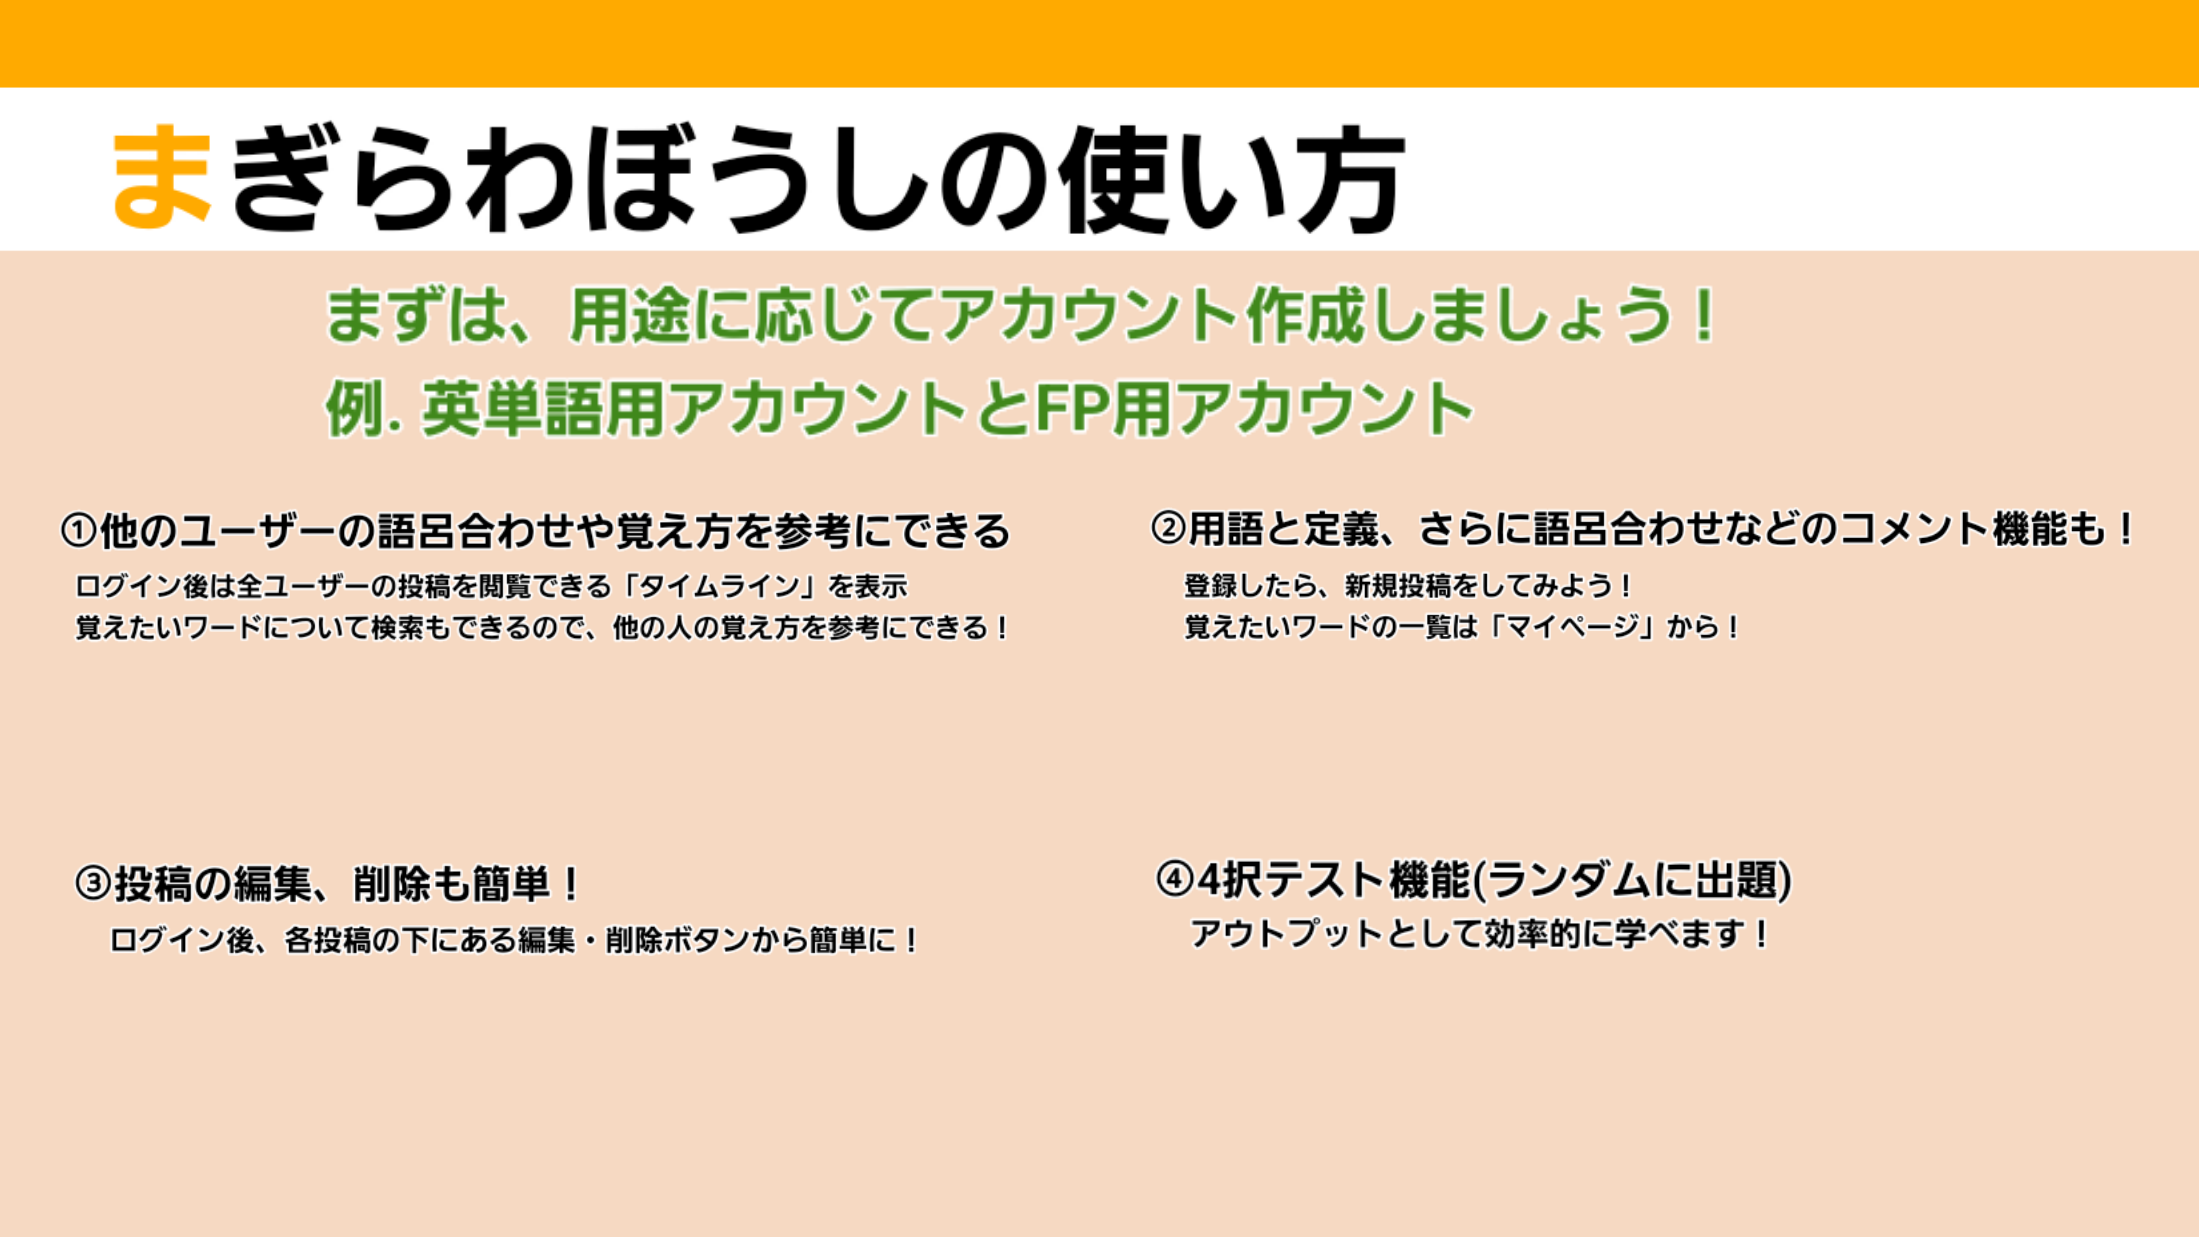 まぎらわぼうしの使い方
まずは、用途に応じてアカウント作成しましょう！
例. 英単語用アカウントとFP用アカウント
①他のユーザーの語呂合わせや覚え方を参考にできる
ログイン後は全ユーザーの投稿を閲覧できる「タイムライン」を表示
覚えたいワードについて検索もできるので、他の人の覚え方を参考にできる！
②用語と定義、さらに語呂合わせなどのコメント機能も！
登録したら、新規投稿をしてみよう！
覚えたいワードの一覧は「マイページ」から！
③投稿の編集、削除も簡単！
ログイン後、各投稿の下にある編集・削除ボタンから簡単に！
④4択テスト機能(ランダムに出題)
アウトプットとして効率的に学べます！